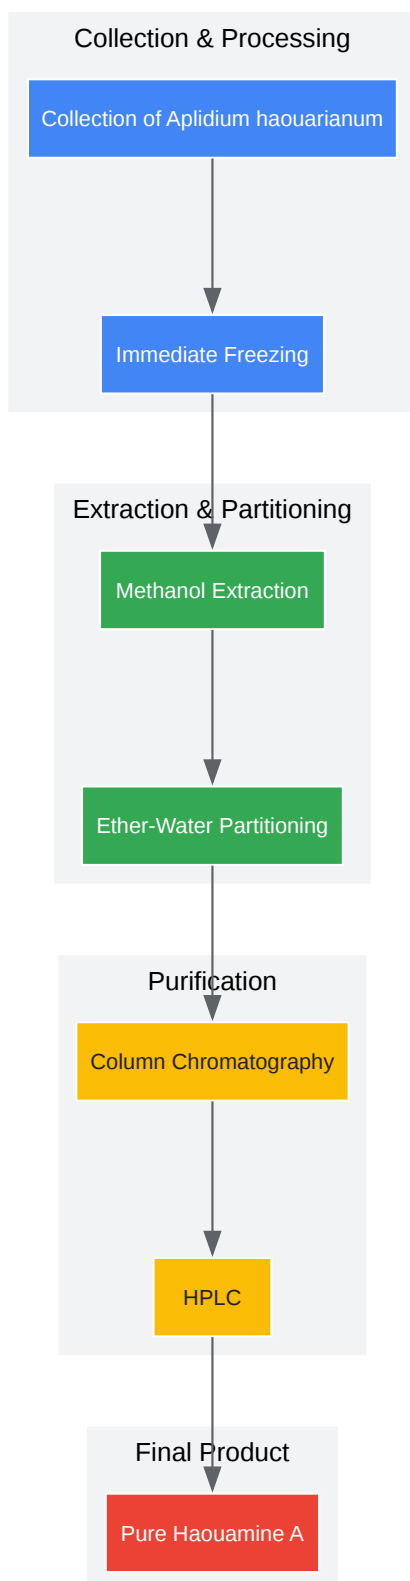 Collection & Processing
Collection of Aplidium haouarianum
Immediate Freezing
Extraction & Partitioning
Methanol Extraction
Ether-Water Partitioning
Purification
Column Chromatography
HPLC
Final Product
Pure Haouamine A